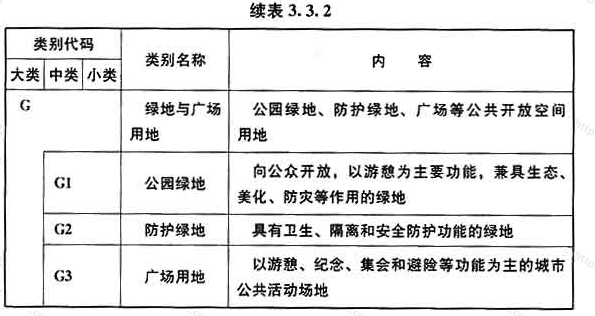 续表 3.3.2
类别代码
类别名称
内 容
大类 中类 小类
G
绿地与广场
用地
公园绿地、防护绿地、广场等公共开放空间
用地
G1
公园绿地
向公众开放，以游憩为主要功能，兼具生态、
美化、防灾等作用的绿地
G2
防护绿地
具有卫生、隔离和安全防护功能的绿地
G3
广场用地
以游憩、纪念、集会和避险等功能为主的城市
公共活动场地